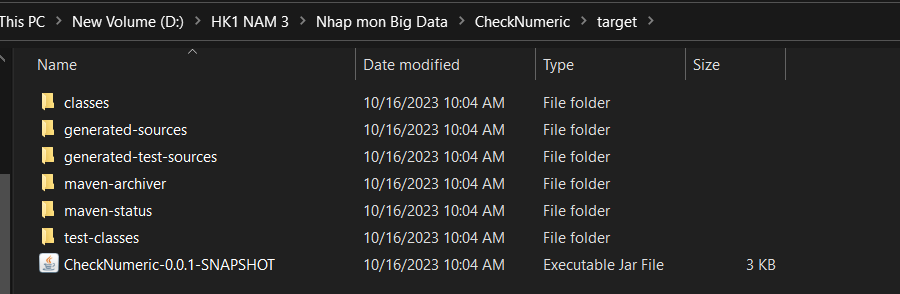 This PC > New Volume (D:) > HK1 NAM 3 > Nhap mon Big Data > CheckNumeric > target >
Name Date modified Type Size
classes 10/16/2023 10:04 AM File folder
generated-sources 10/16/2023 10:04 AM File folder
generated-test-sources 10/16/2023 10:04 AM File folder
maven-archiver 10/16/2023 10:04 AM File folder
maven-status 10/16/2023 10:04 AM File folder
test-classes 10/16/2023 10:04 AM File folder
CheckNumeric-0.0.1-SNAPSHOT 10/16/2023 10:04 AM Executable Jar File 3 KB